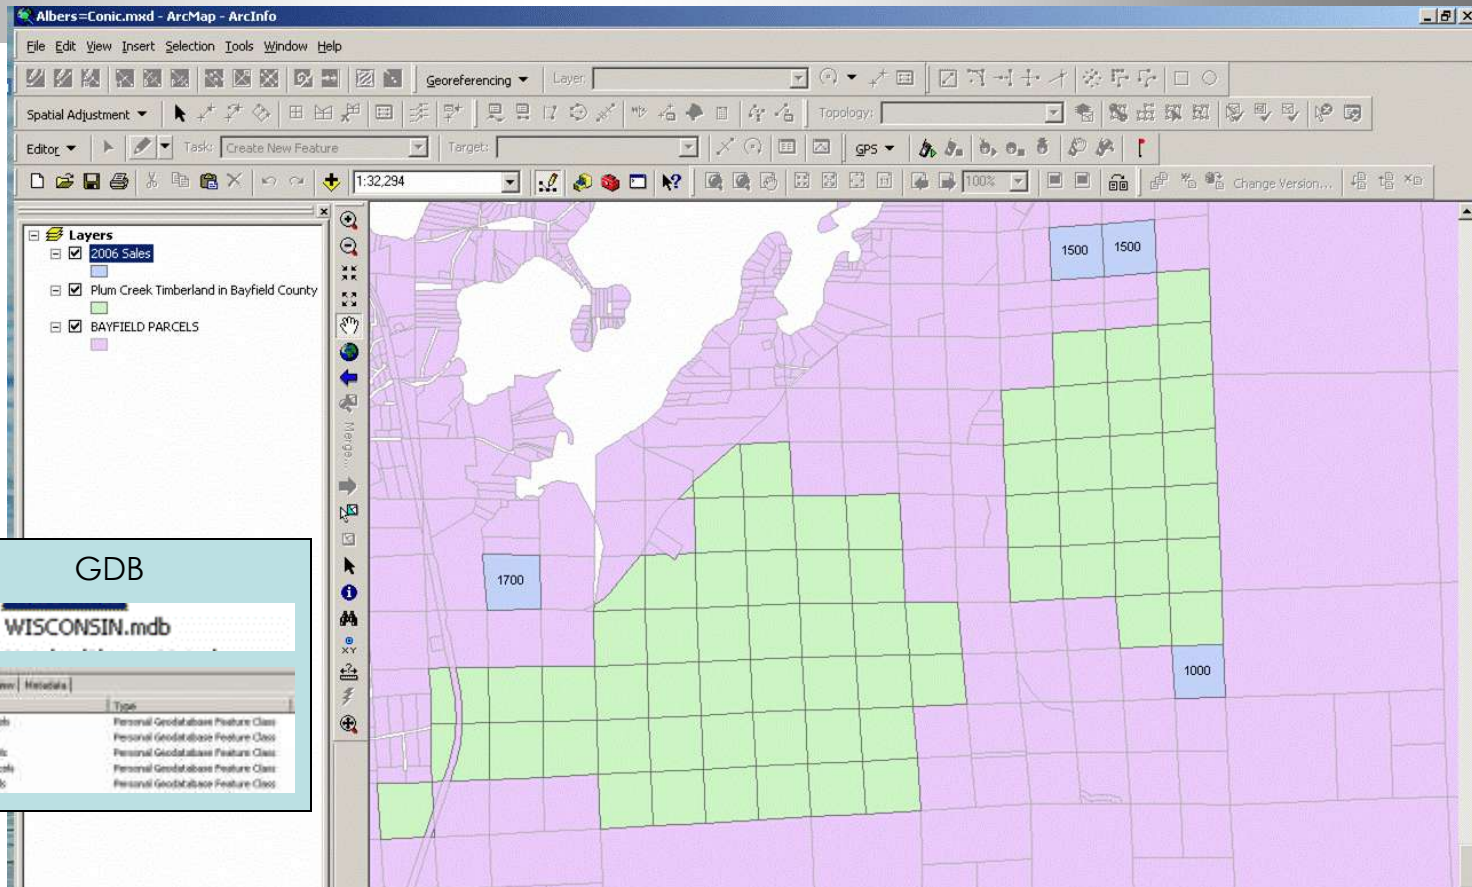 Albers=Conic.mxd - ArcMap - ArcInfo
File Edit View Insert Selection Tools Window Help
Georeferencing Layer:
Spatial Adjustment Topology:
Editor Task: Create New Feature Target: GPS
1:32,294 100% Change Version...
Layers
2006 Sales
Plum Creek Timberland in Bayfield County
BAYFIELD PARCELS
Merge...
XY
1500 1500
1700
1000
GDB
WISCONSIN.mdb
Metadata
Type
Personal Geodatabase Feature Class
Personal Geodatabase Feature Class
Personal Geodatabase Feature Class
Personal Geodatabase Feature Class
Personal Geodatabase Feature Class